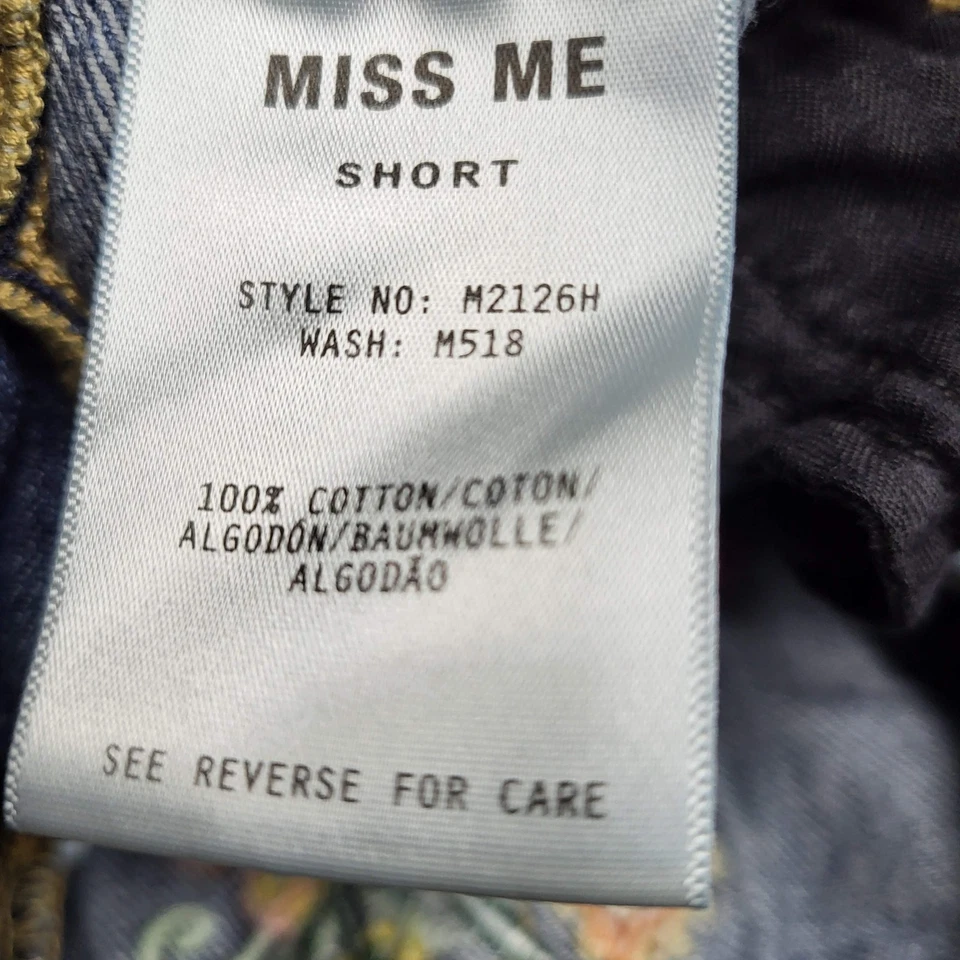 MISS ME
SHORT
STYLE NO: M2126H
WASH: M518
100% COTTON/COTON/
ALGODÓN/BAUMWOLLE/
ALGODÃO
SEE REVERSE FOR CARE